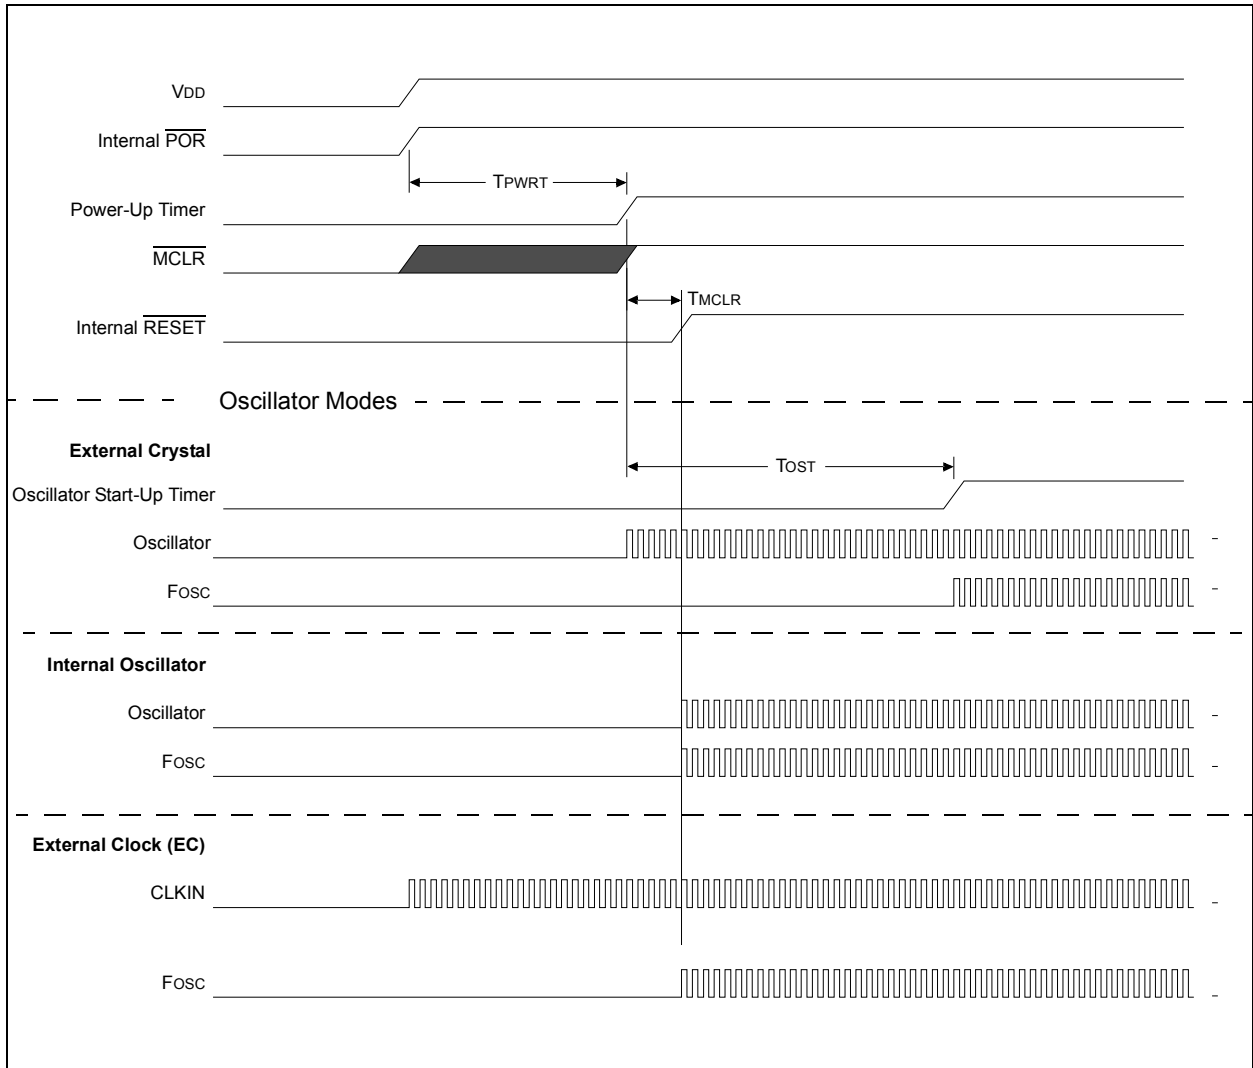 VDD
Internal POR
TPWRT
Power-Up Timer
MCLR
TMCLR
Internal RESET
Oscillator Modes
External Crystal
TOST
Oscillator Start-Up Timer
Oscillator
FOSC
Internal Oscillator
Oscillator
FOSC
External Clock (EC)
CLKIN
FOSC